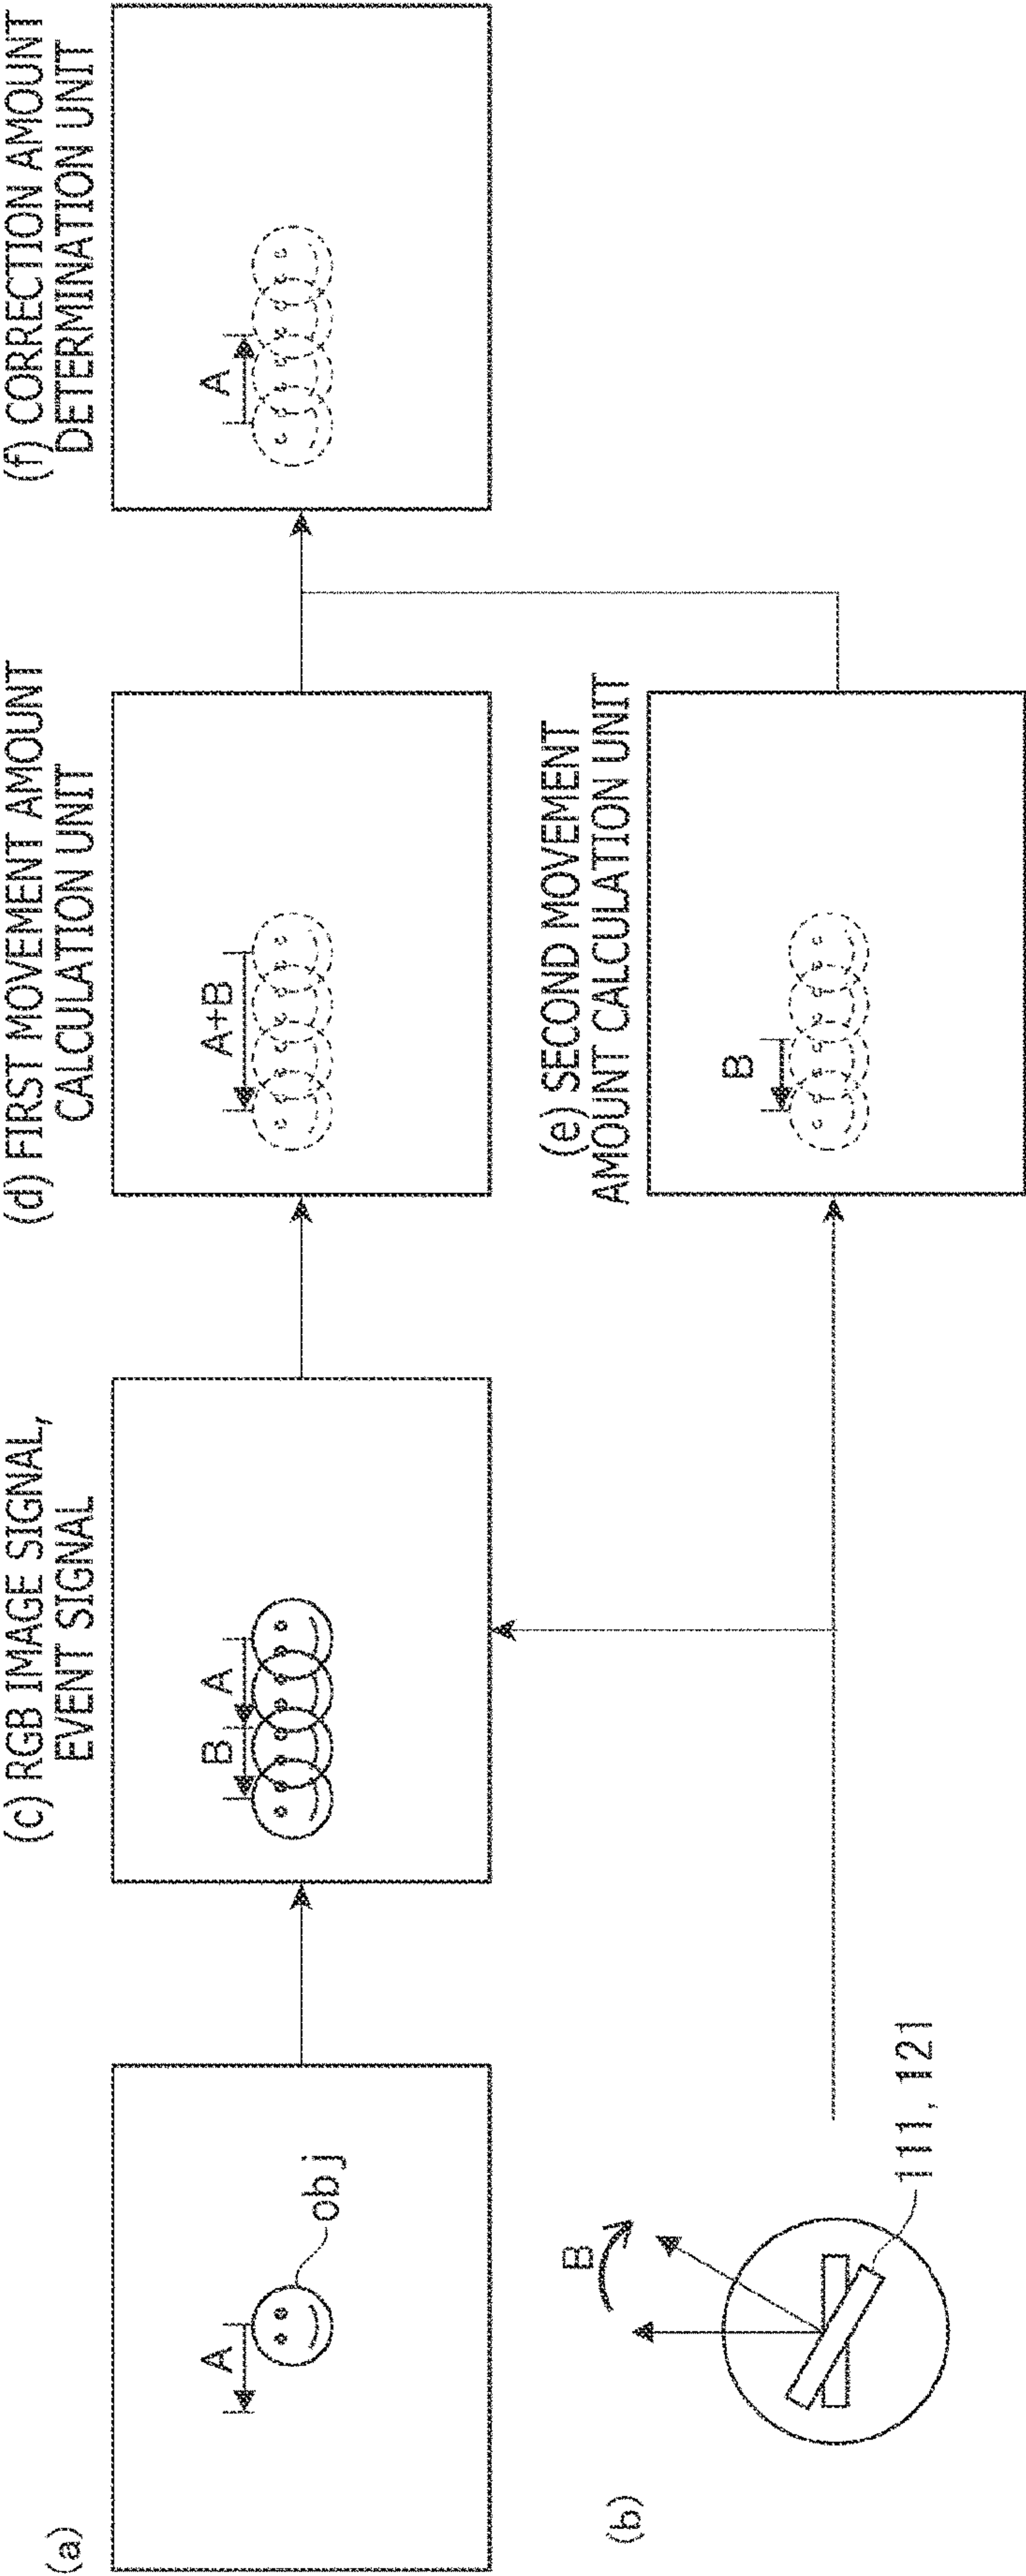 (a)
A
obj
(b)
B
111, 121
(c) RGB IMAGE SIGNAL,
EVENT SIGNAL
B
A
(d) FIRST MOVEMENT AMOUNT
CALCULATION UNIT
A+B
(e) SECOND MOVEMENT
AMOUNT CALCULATION UNIT
B
(f) CORRECTION AMOUNT
DETERMINATION UNIT
A